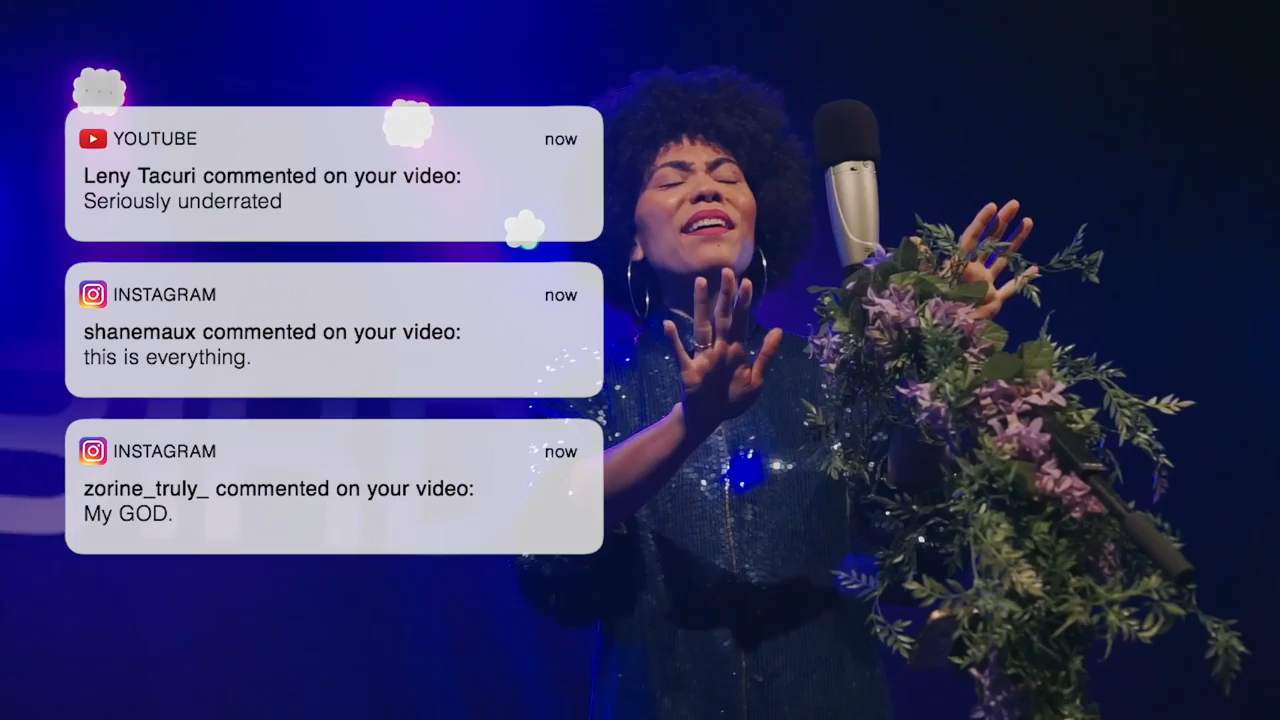 YOUTUBE now
Leny Tacuri commented on your video:
Seriously underrated
INSTAGRAM now
shanemaux commented on your video:
this is everything.
INSTAGRAM now
zorine_truly_ commented on your video:
My GOD.